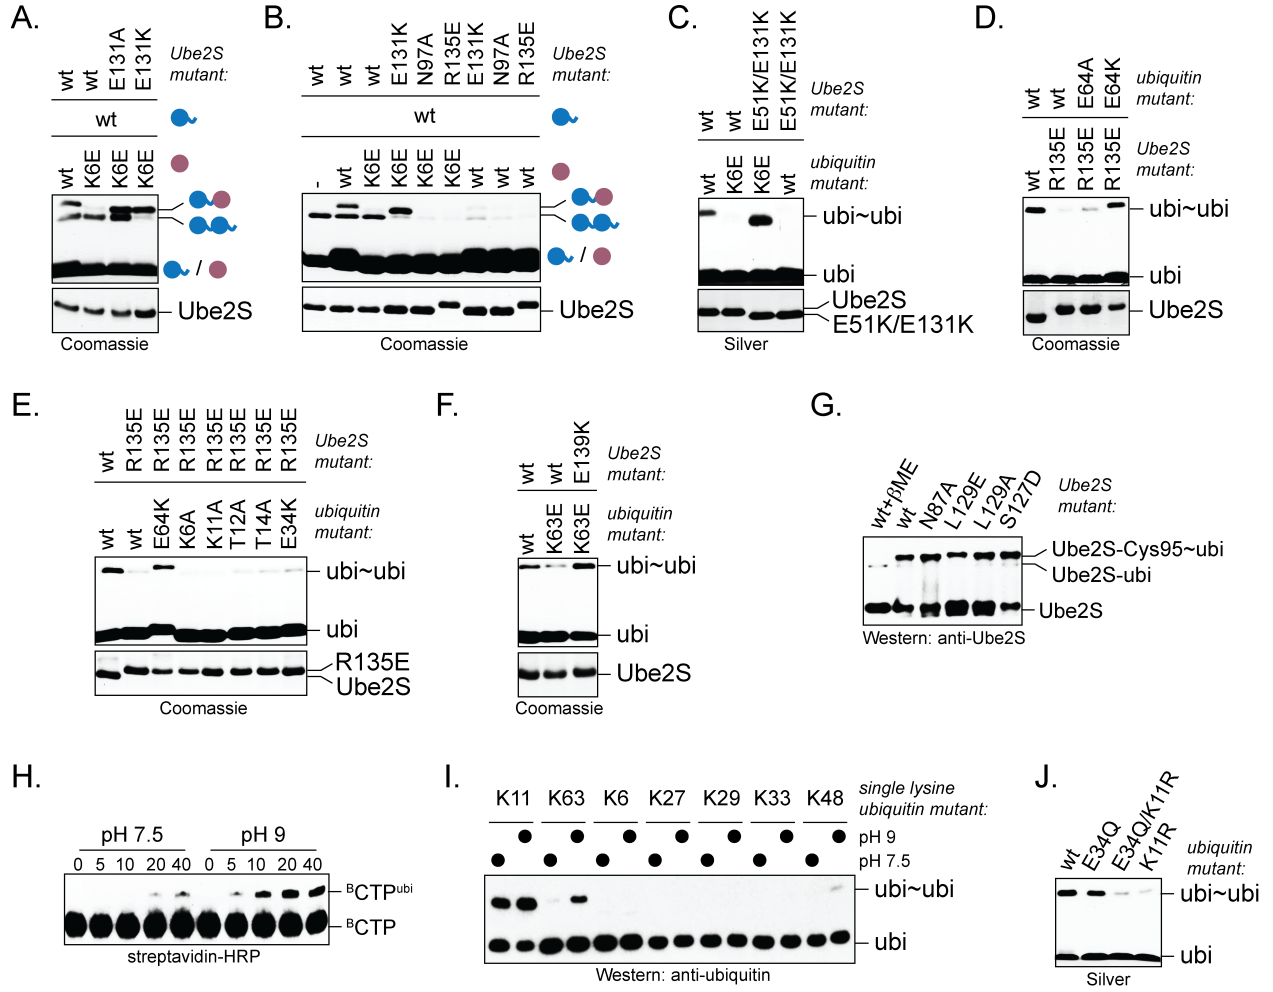 A.
wt
wt
E131A
E131K
Ube2S
mutant:
wt
wt
K6E
K6E
K6E
/
Ube2S
Coomassie
B.
wt
wt
wt
E131K
N97A
R135E
E131K
N97A
R135E
Ube2S
mutant:
wt
-
wt
K6E
K6E
K6E
K6E
wt
wt
wt
/
Ube2S
Coomassie
C.
wt
wt
E51K/E131K
E51K/E131K
Ube2S
mutant:
wt
K6E
K6E
wt
ubiquitin
mutant:
ubi~ubi
ubi
Ube2S
E51K/E131K
Silver
D.
wt
wt
E64A
E64K
ubiquitin
mutant:
wt
R135E
R135E
R135E
Ube2S
mutant:
ubi~ubi
ubi
Ube2S
Coomassie
E.
wt
R135E
R135E
R135E
R135E
R135E
R135E
R135E
Ube2S
mutant:
wt
wt
E64K
K6A
K11A
T12A
T14A
E34K
ubiquitin
mutant:
ubi~ubi
ubi
R135E
Ube2S
Coomassie
F.
wt
wt
E139K
Ube2S
mutant:
wt
K63E
K63E
ubiquitin
mutant:
ubi~ubi
ubi
Ube2S
Coomassie
G.
wt+βME
wt
N87A
L129E
L129A
S127D
Ube2S
mutant:
Ube2S-Cys95~ubi
Ube2S-ubi
Ube2S
Western: anti-Ube2S
H.
pH 7.5 pH 9
0 5 10 20 40 0 5 10 20 40
BCTPubi
BCTP
streptavidin-HRP
I.
K11 K63 K6 K27 K29 K33 K48
single lysine
ubiquitin mutant:
pH 9
pH 7.5
ubi~ubi
ubi
Western: anti-ubiquitin
J.
wt
E34Q
E34Q/K11R
K11R
ubiquitin
mutant:
ubi~ubi
ubi
Silver